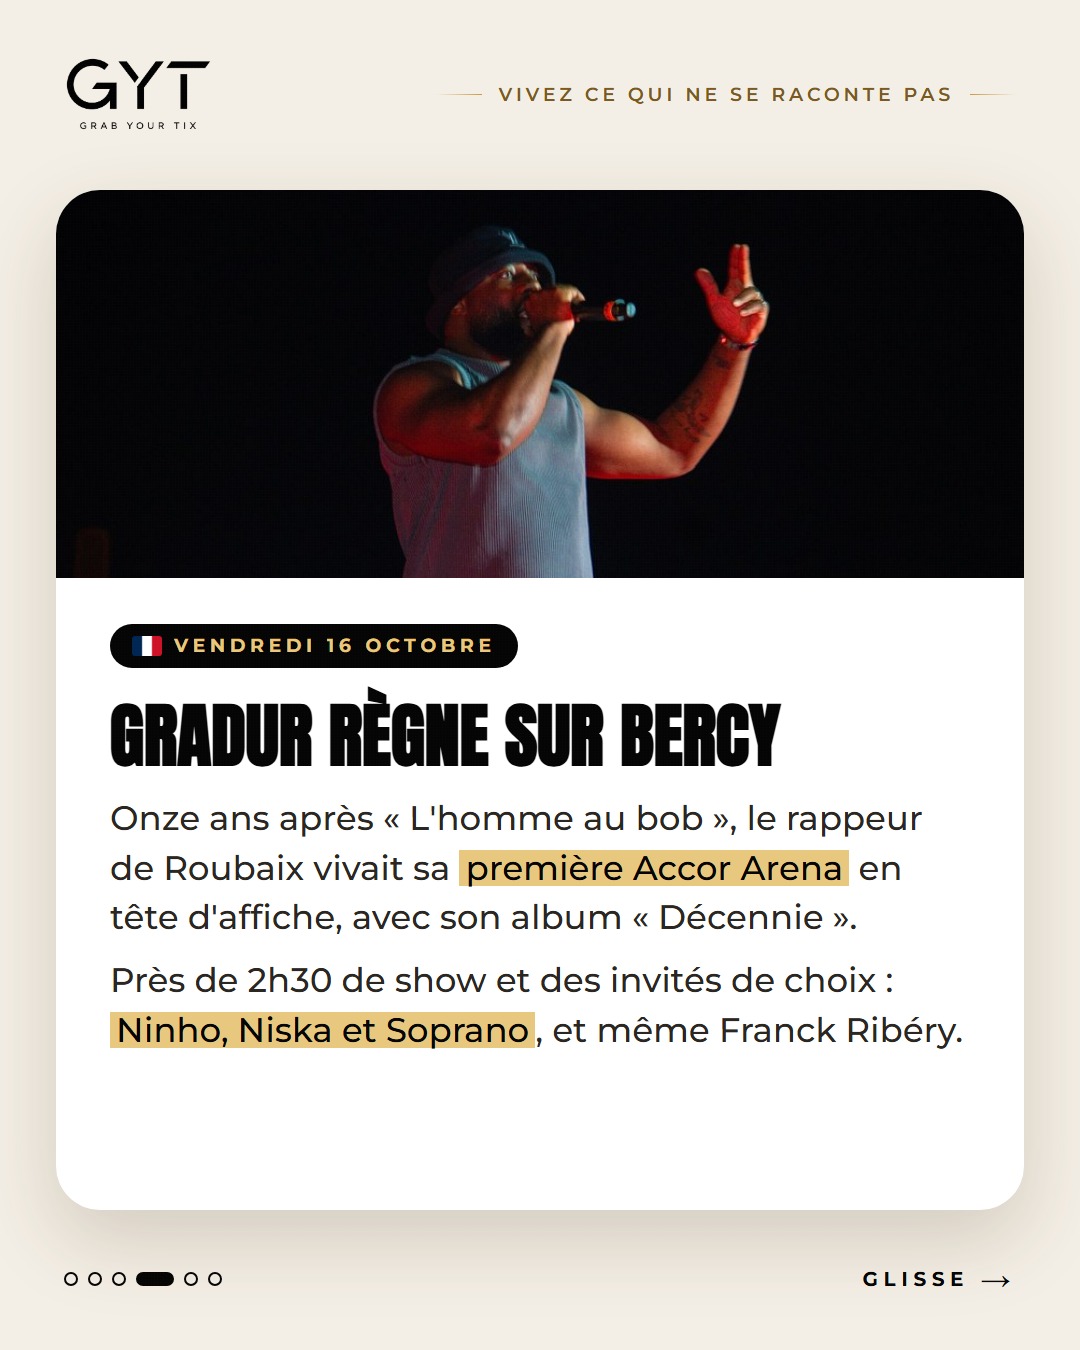 GYT
GRAB YOUR TIX
VIVEZ CE QUI NE SE RACONTE PAS
VENDREDI 16 OCTOBRE
GRADUR RÈGNE SUR BERCY
Onze ans après « L'homme au bob », le rappeur
de Roubaix vivait sa première Accor Arena en
tête d'affiche, avec son album « Décennie ».
Près de 2h30 de show et des invités de choix :
Ninho, Niska et Soprano, et même Franck Ribéry.
GLISSE →